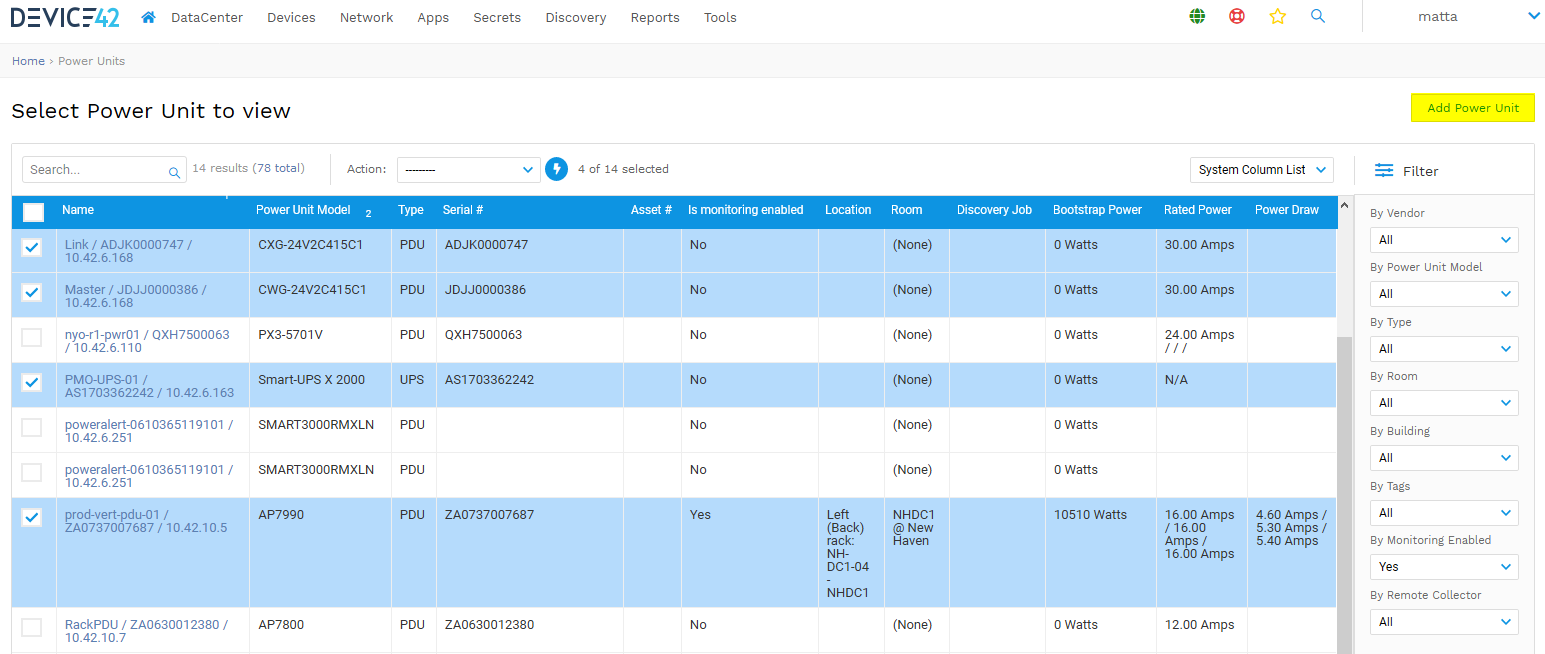 DEVICE42 DataCenter Devices Network Apps Secrets Discovery Reports Tools matta
Home › Power Units
Select Power Unit to view
Add Power Unit
Search... 14 results (78 total) Action: --------- 4 of 14 selected System Column List Filter
Name Power Unit Model 2 Type Serial # Asset # Is monitoring enabled Location Room Discovery Job Bootstrap Power Rated Power Power Draw
Link / ADJK0000747 / CXG-24V2C415C1 PDU ADJK0000747 No (None) 0 Watts 30.00 Amps
10.42.6.168
Master / JDJJ0000386 / CWG-24V2C415C1 PDU JDJJ0000386 No (None) 0 Watts 30.00 Amps
10.42.6.168
nyo-r1-pwr01 / QXH7500063 PX3-5701V PDU QXH7500063 No (None) 0 Watts 24.00 Amps
/ 10.42.6.110 / / /
PMO-UPS-01 / Smart-UPS X 2000 UPS AS1703362242 No (None) 0 Watts N/A
AS1703362242 / 10.42.6.163
poweralert-0610365119101 / SMART3000RMXLN PDU No (None) 0 Watts
10.42.6.251
poweralert-0610365119101 / SMART3000RMXLN PDU No (None) 0 Watts
10.42.6.251
prod-vert-pdu-01 / AP7990 PDU ZA0737007687 Yes Left NHDC1 10510 Watts 16.00 Amps 4.60 Amps /
ZA0737007687 / 10.42.10.5 (Back) @ New / 16.00 5.30 Amps /
rack: Haven Amps / 5.40 Amps
NH- 16.00 Amps
DC1-04
-
NHDC1
RackPDU / ZA0630012380 / AP7800 PDU ZA0630012380 No (None) 0 Watts 12.00 Amps
10.42.10.7
By Vendor
All
By Power Unit Model
All
By Type
All
By Room
All
By Building
All
By Tags
All
By Monitoring Enabled
Yes
By Remote Collector
All